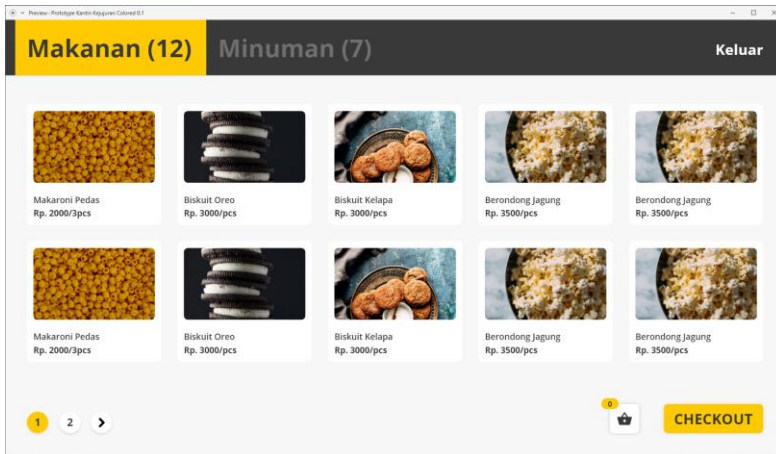 Preview - Prototype Kantin Kejujuran Colored 0.1
Makanan (12) Minuman (7) Keluar
Makaroni Pedas
Rp. 2000/3pcs
Biskuit Oreo
Rp. 3000/pcs
Biskuit Kelapa
Rp. 3000/pcs
Berondong Jagung
Rp. 3500/pcs
Berondong Jagung
Rp. 3500/pcs
Makaroni Pedas
Rp. 2000/3pcs
Biskuit Oreo
Rp. 3000/pcs
Biskuit Kelapa
Rp. 3000/pcs
Berondong Jagung
Rp. 3500/pcs
Berondong Jagung
Rp. 3500/pcs
1 2
0
CHECKOUT